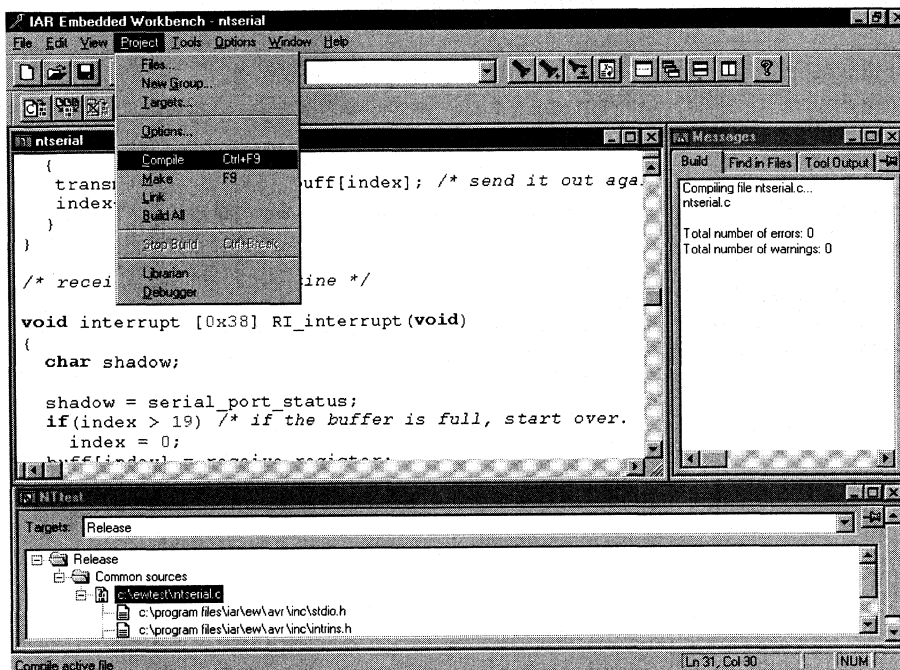 IAR Embedded Workbench - ntserial
File Edit View Project Tools Options Window Help
Files...
New Group...
Targets...
Options...
Compile Ctrl+F9
Make F9
Link
Build All
Stop Build Ctrl+Break
Librarian
Debugger
ntserial
{
trans buff[index]; /* send it out aga
index
}
}
/* recei ine */
void interrupt [0x38] RI_interrupt(void)
{
char shadow;
shadow = serial_port_status;
if(index > 19) /* if the buffer is full, start over.
index = 0;
buff[index] = receive_register;
Messages
Build Find in Files Tool Output
Compiling file ntserial.c...
ntserial.c
Total number of errors: 0
Total number of warnings: 0
NTtest
Targets: Release
Release
Common sources
c:\ewtest\ntserial.c
c:\program files\iar\ew\avr\inc\stdio.h
c:\program files\iar\ew\avr\inc\intrins.h
Compile active file Ln 31, Col 30 NUM